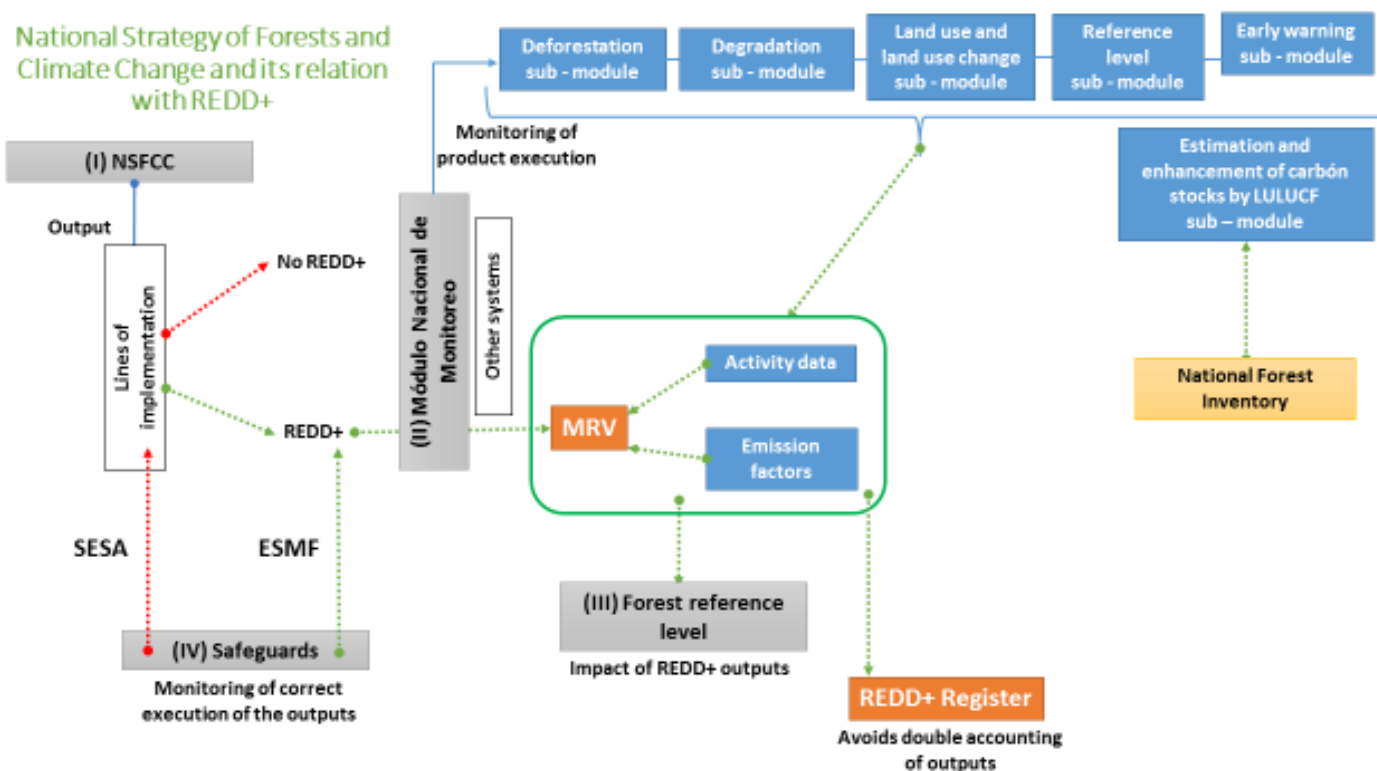 National Strategy of Forests and
Climate Change and its relation
with REDD+
Deforestation
sub - module
Degradation
sub - module
Land use and
land use change
sub - module
Reference
level
sub - module
Early warning
sub - module
Monitoring of
product execution
(I) NSFCC
Output
Lines of
implementation
No REDD+
REDD+
(II) Módulo Nacional de
Monitoreo
Other systems
Estimation and
enhancement of carbón
stocks by LULUCF
sub – module
National Forest
Inventory
MRV
Activity data
Emission
factors
SESA
ESMF
(IV) Safeguards
Monitoring of correct
execution of the outputs
(III) Forest reference
level
Impact of REDD+ outputs
REDD+ Register
Avoids double accounting
of outputs